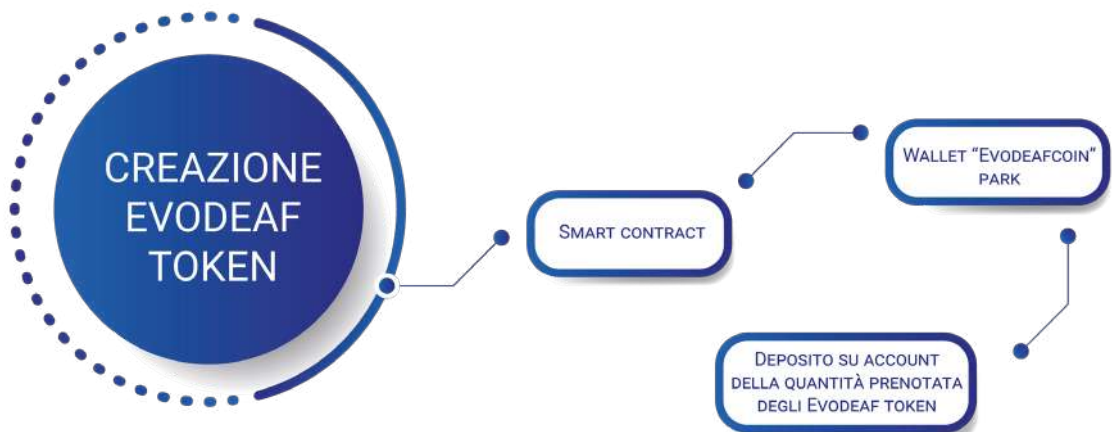 CREAZIONE
EVODEAF
TOKEN
SMART CONTRACT
WALLET “EVODEAFCOIN”
PARK
DEPOSITO SU ACCOUNT
DELLA QUANTITÀ PRENOTATA
DEGLI EVODEAF TOKEN